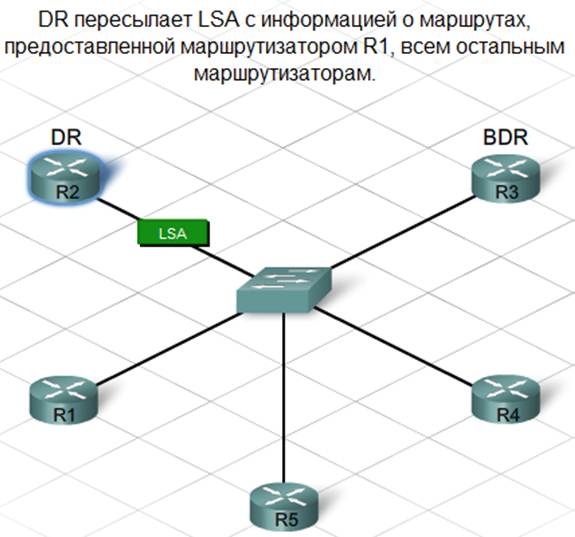 DR пересылает LSA с информацией о маршрутах,
предоставленной маршрутизатором R1, всем остальным
маршрутизаторам.
DR
BDR
R2
R3
LSA
R1
R4
R5